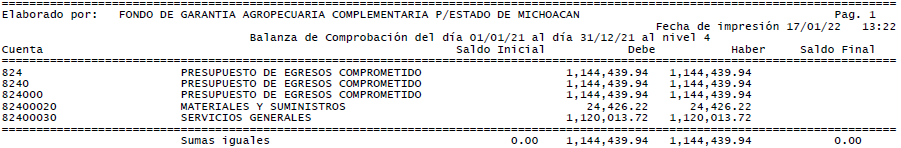 Elaborado por: FONDO DE GARANTIA AGROPECUARIA COMPLEMENTARIA P/ESTADO DE MICHOACAN Pag. 1
Fecha de impresión 17/01/22 13:22
Balanza de Comprobación del día 01/01/21 al día 31/12/21 al nivel 4
Cuenta Saldo Inicial Debe Haber Saldo Final
824 PRESUPUESTO DE EGRESOS COMPROMETIDO 1,144,439.94 1,144,439.94
8240 PRESUPUESTO DE EGRESOS COMPROMETIDO 1,144,439.94 1,144,439.94
824000 PRESUPUESTO DE EGRESOS COMPROMETIDO 1,144,439.94 1,144,439.94
82400020 MATERIALES Y SUMINISTROS 24,426.22 24,426.22
82400030 SERVICIOS GENERALES 1,120,013.72 1,120,013.72
Sumas iguales 0.00 1,144,439.94 1,144,439.94 0.00